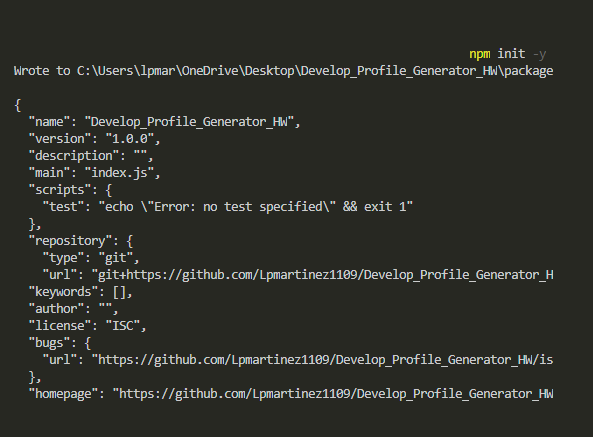 npm init -y
Wrote to C:\Users\lpmar\OneDrive\Desktop\Develop_Profile_Generator_HW\package
{
"name": "Develop_Profile_Generator_HW",
"version": "1.0.0",
"description": "",
"main": "index.js",
"scripts": {
"test": "echo \"Error: no test specified\" && exit 1"
},
"repository": {
"type": "git",
"url": "git+https://github.com/Lpmartinez1109/Develop_Profile_Generator_H
"keywords": [],
"author": "",
"license": "ISC",
"bugs": {
"url": "https://github.com/Lpmartinez1109/Develop_Profile_Generator_HW/is
},
"homepage": "https://github.com/Lpmartinez1109/Develop_Profile_Generator_HW